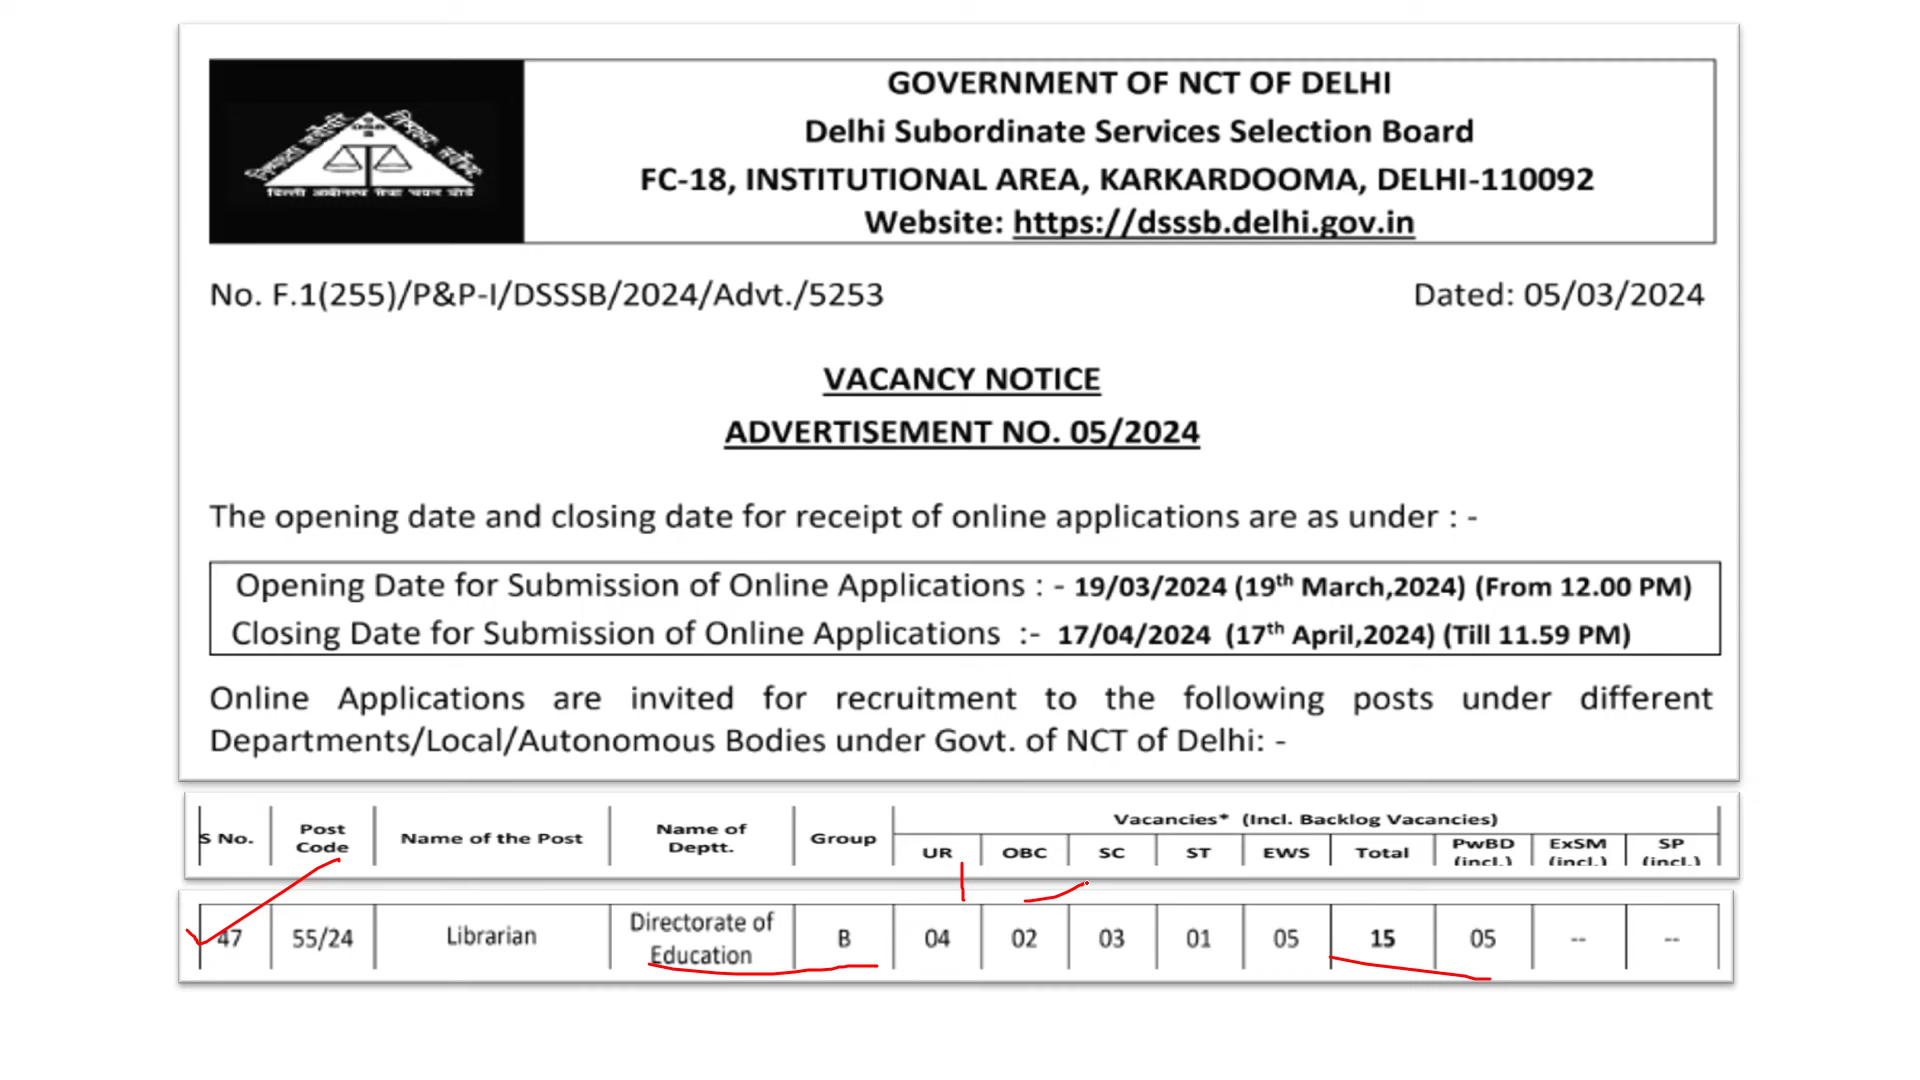 दिल्ली अधीनस्थ सेवा चयन बोर्ड
GOVERNMENT OF NCT OF DELHI
Delhi Subordinate Services Selection Board
FC-18, INSTITUTIONAL AREA, KARKARDOOMA, DELHI-110092
Website: https://dsssb.delhi.gov.in
No. F.1(255)/P&P-I/DSSSB/2024/Advt./5253 Dated: 05/03/2024
VACANCY NOTICE
ADVERTISEMENT NO. 05/2024
The opening date and closing date for receipt of online applications are as under : -
Opening Date for Submission of Online Applications : - 19/03/2024 (19th March,2024) (From 12.00 PM)
Closing Date for Submission of Online Applications :- 17/04/2024 (17th April,2024) (Till 11.59 PM)
Online Applications are invited for recruitment to the following posts under different
Departments/Local/Autonomous Bodies under Govt. of NCT of Delhi: -
S No. Post Code Name of the Post Name of Deptt. Group Vacancies* (Incl. Backlog Vacancies)
UR OBC SC ST EWS Total PwBD (incl.) ExSM (incl.) SP (incl.)
47 55/24 Librarian Directorate of Education B 04 02 03 01 05 15 05 -- --